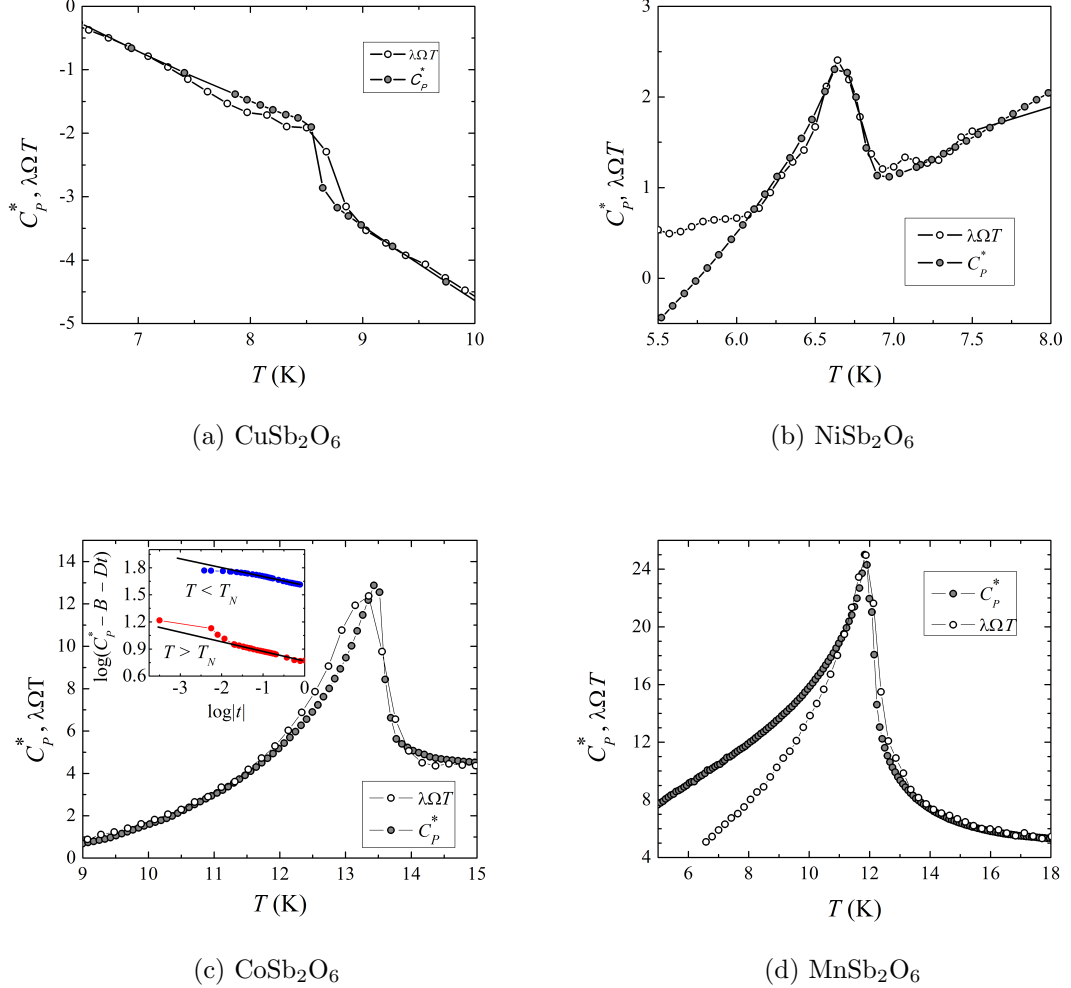 0
-1
-2
-3
-4
-5
7 8 9 10
C*P, λΩT
T (K)
λΩT
C*P
(a) CuSb₂O₆
3
2
1
0
5.5 6.0 6.5 7.0 7.5 8.0
C*P, λΩT
T (K)
λΩT
C*P
(b) NiSb₂O₆
14
12
10
8
6
4
2
0
9 10 11 12 13 14 15
C*P, λΩT
T (K)
1.8
1.5
1.2
0.9
0.6
-3 -2 -1 0
log(C*P − B − Dt)
log|t|
T < TN
T > TN
λΩT
C*P
(c) CoSb₂O₆
24
20
16
12
8
4
6 8 10 12 14 16 18
C*P, λΩT
T (K)
C*P
λΩT
(d) MnSb₂O₆